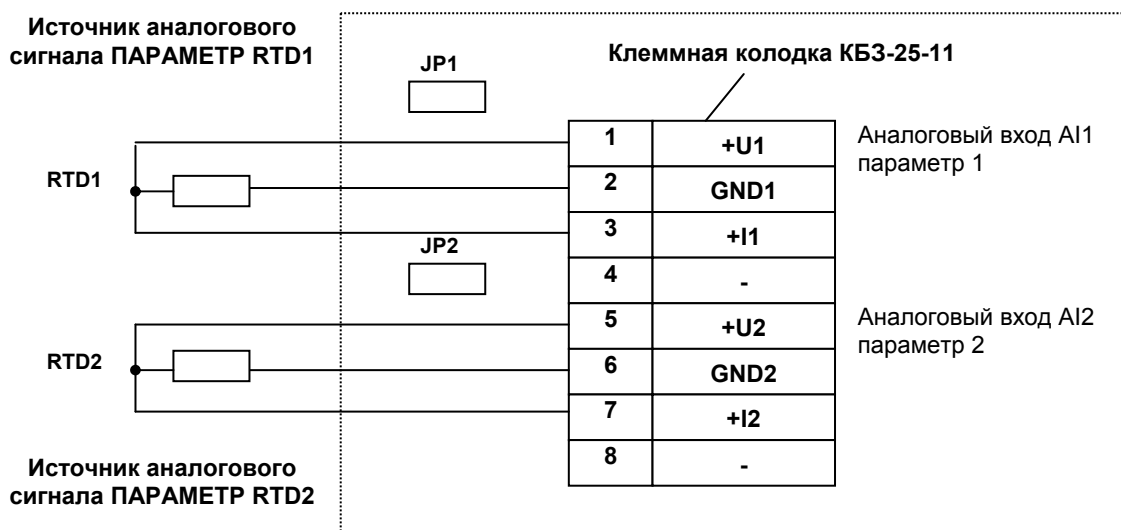 Источник аналогового
сигнала ПАРАМЕТР RTD1
JP1
Клеммная колодка КБЗ-25-11
1 +U1
Аналоговый вход AI1
параметр 1
RTD1
2 GND1
3 +I1
JP2
4 -
5 +U2
Аналоговый вход AI2
параметр 2
RTD2
6 GND2
7 +I2
8 -
Источник аналогового
сигнала ПАРАМЕТР RTD2